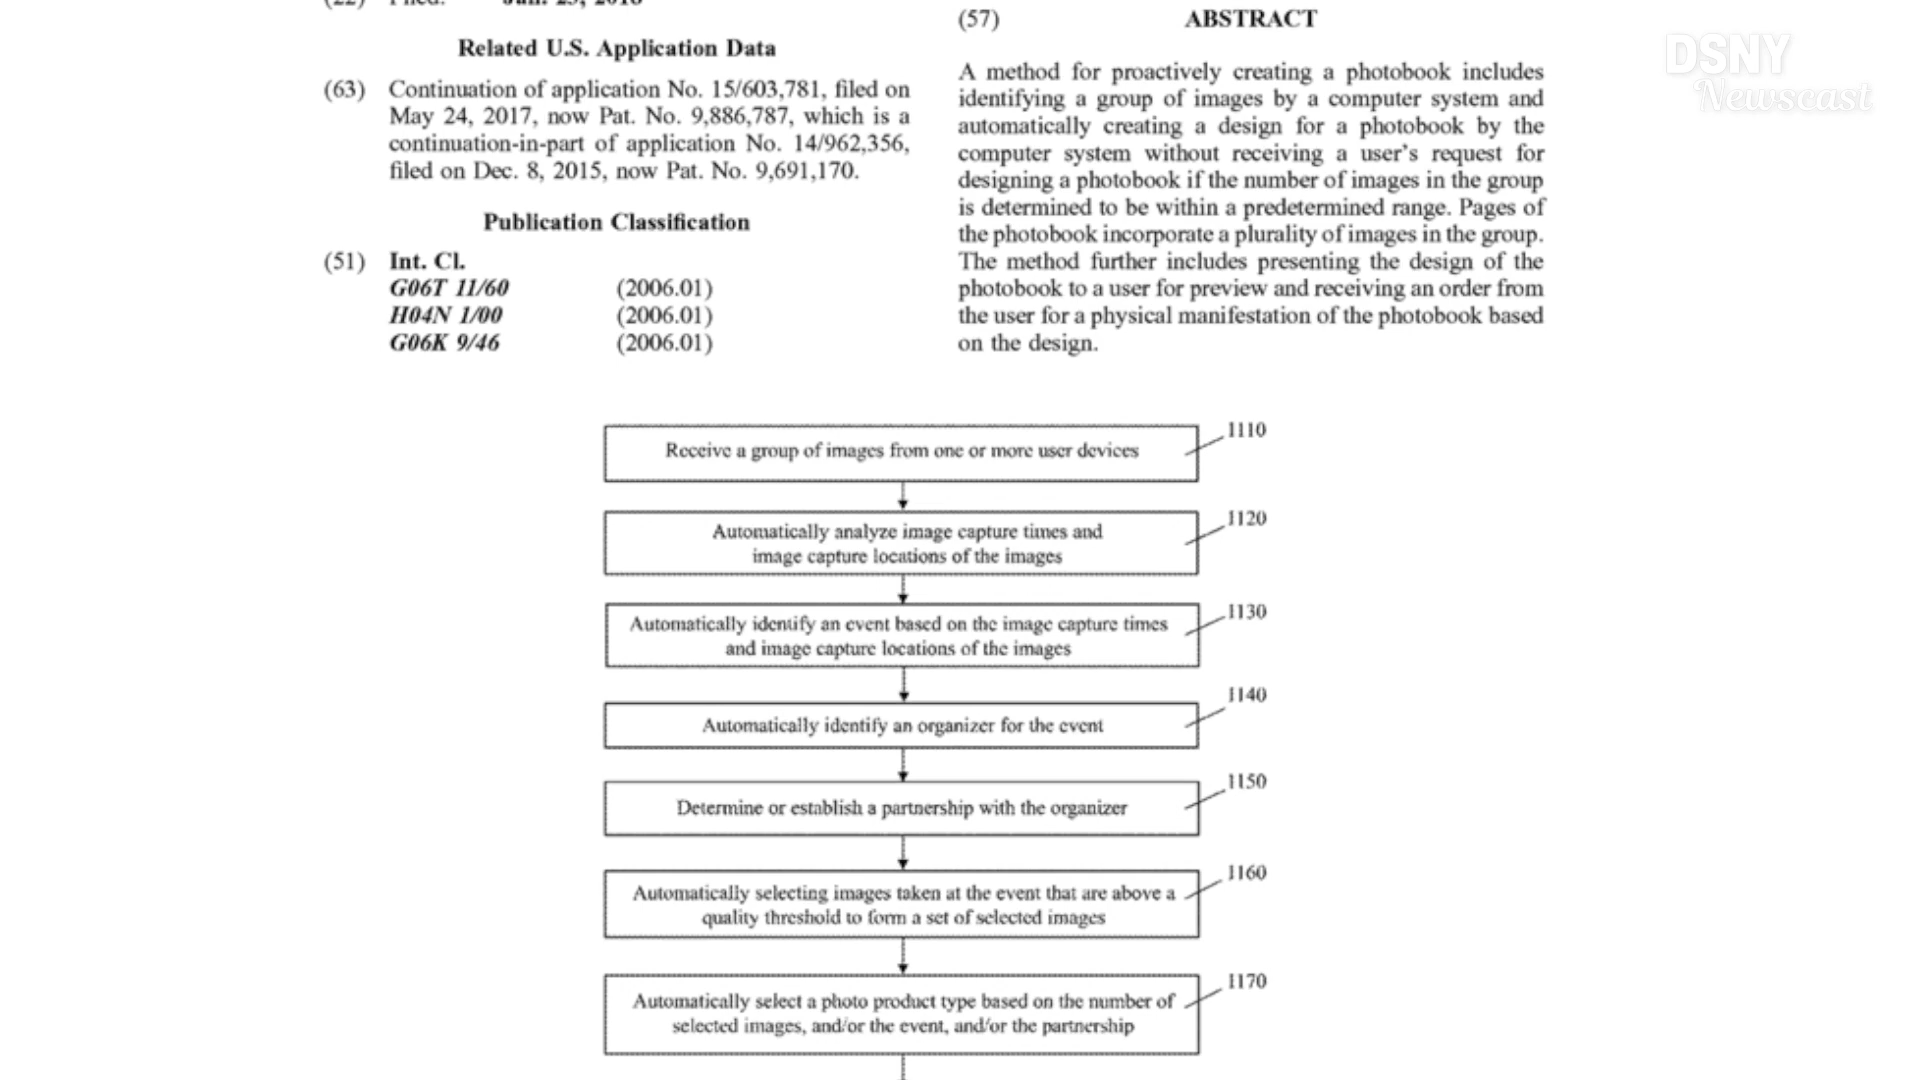 (22) Filed: Jan. 23, 2018
Related U.S. Application Data
(63) Continuation of application No. 15/603,781, filed on
May 24, 2017, now Pat. No. 9,886,787, which is a
continuation-in-part of application No. 14/962,356,
filed on Dec. 8, 2015, now Pat. No. 9,691,170.
Publication Classification
(51) Int. Cl.
G06T 11/60 (2006.01)
H04N 1/00 (2006.01)
G06K 9/46 (2006.01)
(57) ABSTRACT
A method for proactively creating a photobook includes
identifying a group of images by a computer system and
automatically creating a design for a photobook by the
computer system without receiving a user's request for
designing a photobook if the number of images in the group
is determined to be within a predetermined range. Pages of
the photobook incorporate a plurality of images in the group.
The method further includes presenting the design of the
photobook to a user for preview and receiving an order from
the user for a physical manifestation of the photobook based
on the design.
DSNY
Newscast
Receive a group of images from one or more user devices
1110
Automatically analyze image capture times and
image capture locations of the images
1120
Automatically identify an event based on the image capture times
and image capture locations of the images
1130
Automatically identify an organizer for the event
1140
Determine or establish a partnership with the organizer
1150
Automatically selecting images taken at the event that are above a
quality threshold to form a set of selected images
1160
Automatically select a photo product type based on the number of
selected images, and/or the event, and/or the partnership
1170